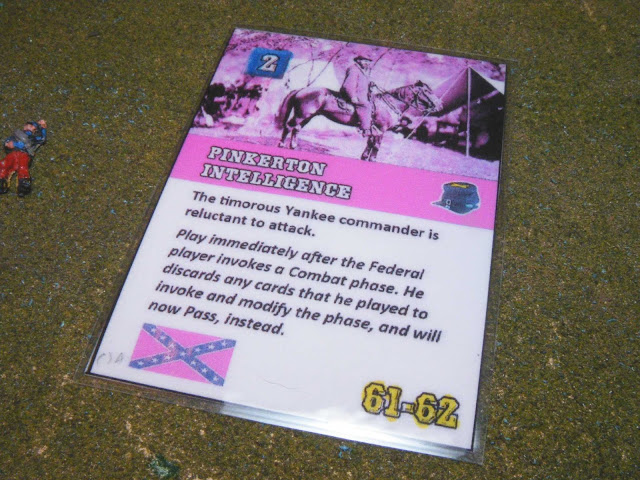 2
PINKERTON
INTELLIGENCE
The timorous Yankee commander is
reluctant to attack.
Play immediately after the Federal
player invokes a Combat phase. He
discards any cards that he played to
invoke and modify the phase, and will
now Pass, instead.
CSA
61-62